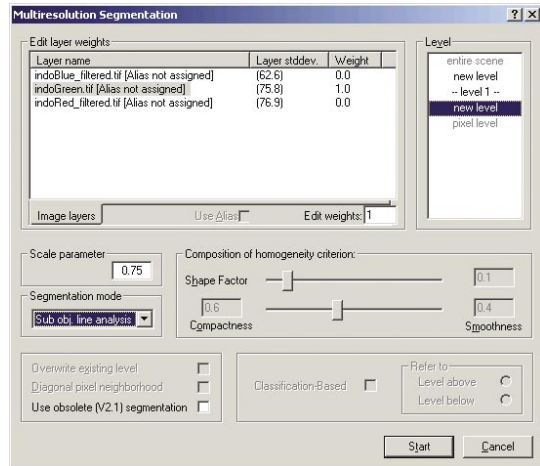 Multiresolution Segmentation
Edit layer weights
Layer name Layer stddev. Weight
indoBlue_filtered.tif [Alias not assigned] (62.6) 0.0
indoGreen.tif [Alias not assigned] (75.8) 1.0
indoRed_filtered.tif [Alias not assigned] (76.9) 0.0
Image layers Use Alias Edit weights: 1
Level
entire scene
new level
-- level 1 --
new level
pixel level
Scale parameter
0.75
Segmentation mode
Sub obj. line analysis
Composition of homogeneity criterion:
Shape Factor 0.1
0.6 0.4
Compactness Smoothness
Overwrite existing level
Diagonal pixel neighborhood
Use obsolete (V2.1) segmentation
Classification-Based
Refer to
Level above
Level below
Start Cancel